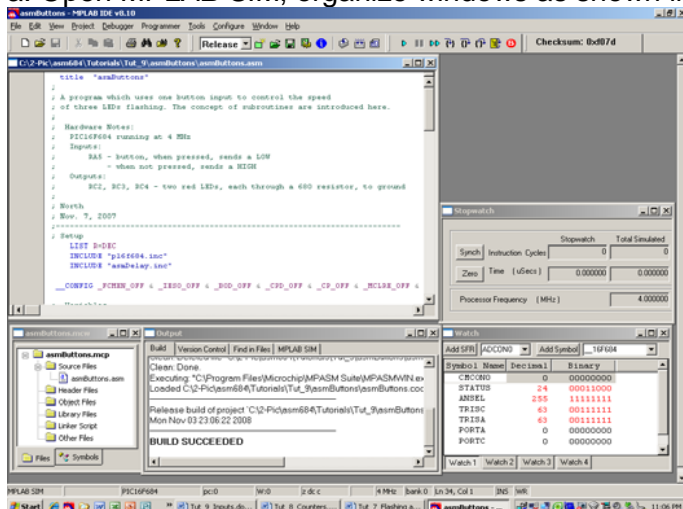 asmButtons - MPLAB IDE v8.10
File Edit View Project Debugger Programmer Tools Configure Window Help
Release
Checksum: 0xf07d
C:\2-Pic\asm684\Tutorials\Tut_9\asmButtons\asmButtons.asm
title "asmButtons"
;
; A program which uses one button input to control the speed
; of three LEDs flashing. The concept of subroutines are introduced here.
;
; Hardware Notes:
; PIC16F684 running at 4 MHz
; Inputs:
; RA5 - button, when pressed, sends a LOW
; - when not pressed, sends a HIGH
; Outputs:
; RC2, RC3, RC4 - two red LEDs, each through a 680 resistor, to ground
;
; North
; Nov. 7, 2007
;
; Setup
LIST R=DEC
INCLUDE "p16f684.inc"
INCLUDE "asmDelay.inc"
__CONFIG _FCMEN_OFF & _IESO_OFF & _BOD_OFF & _CPD_OFF & _CP_OFF & _MCLRE_OFF &
; Variables
Stopwatch
Stopwatch Total Simulated
Synch Instruction Cycles 0 0
Zero Time (uSecs) 0.000000 0.000000
Processor Frequency (MHz) 4.000000
asmButtons.mcw
asmButtons.mcp
Source Files
asmButtons.asm
Header Files
Object Files
Library Files
Linker Script
Other Files
Files Symbols
Output
Build Version Control Find in Files MPLAB SIM
Clean: Done.
Executing: "C:\Program Files\Microchip\MPASM Suite\MPASMWIN.ex
Loaded C:\2-Pic\asm684\Tutorials\Tut_9\asmButtons\asmButtons.coc
Release build of project `C:\2-Pic\asm684\Tutorials\Tut_9\asmButtons
Mon Nov 03 23:06:22 2008
BUILD SUCCEEDED
Watch
Add SFR ADCON0 Add Symbol __16F684
Symbol Name Decimal Binary
CMCON0 0 00000000
STATUS 24 00011000
ANSEL 255 11111111
TRISC 63 00111111
TRISA 63 00111111
PORTA 0 00000000
PORTC 0 00000000
Watch 1 Watch 2 Watch 3 Watch 4
MPLAB SIM PIC16F684 pc:0 W:0 z dc c 4 MHz bank 0 Ln 34, Col 1 INS WR
Start Tut 9 Inputs.do... Tut 8 Counters... Tut 7 Flashing a... asmButtons - ... 11:06 PM